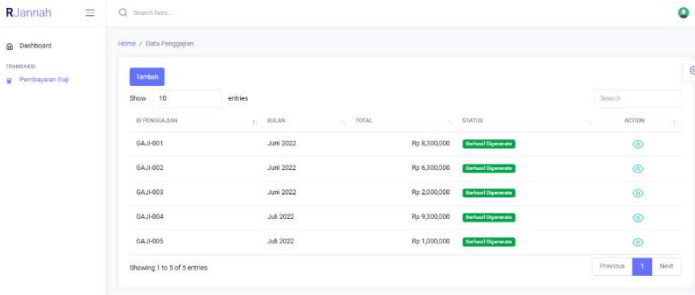 RJannah
Search here...
Dashboard
TRANSAKSI
Pembayaran Gaji
Home / Data Penggajian
Tambah
Show 10 entries
Search
ID PENGGAJIAN BULAN TOTAL STATUS ACTION
GAJI-001 Juni 2022 Rp 8,300,000 Berhasil Digenerate
GAJI-002 Juni 2022 Rp 6,300,000 Berhasil Digenerate
GAJI-003 Juni 2022 Rp 2,000,000 Berhasil Digenerate
GAJI-004 Juli 2022 Rp 9,300,000 Berhasil Digenerate
GAJI-005 Juli 2022 Rp 1,000,000 Berhasil Digenerate
Showing 1 to 5 of 5 entries
Previous 1 Next